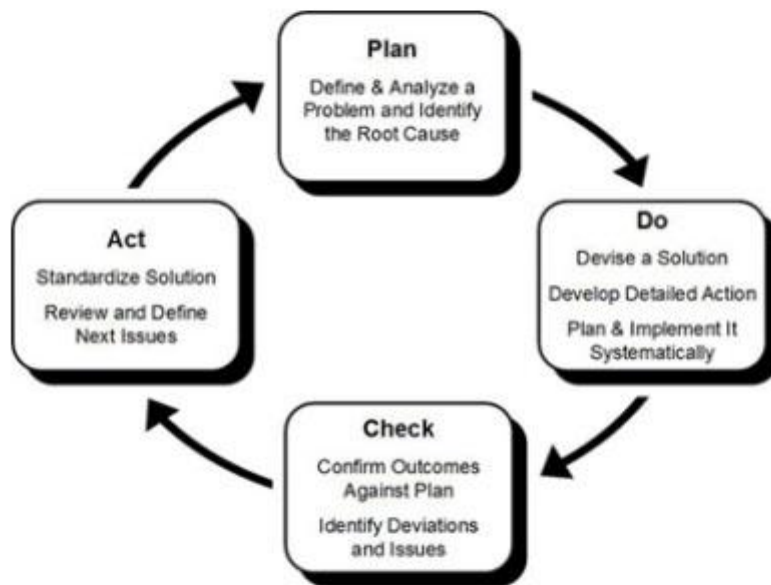 Plan
Define & Analyze a
Problem and Identify
the Root Cause
Do
Devise a Solution
Develop Detailed Action
Plan & Implement It
Systematically
Check
Confirm Outcomes
Against Plan
Identify Deviations
and Issues
Act
Standardize Solution
Review and Define
Next Issues